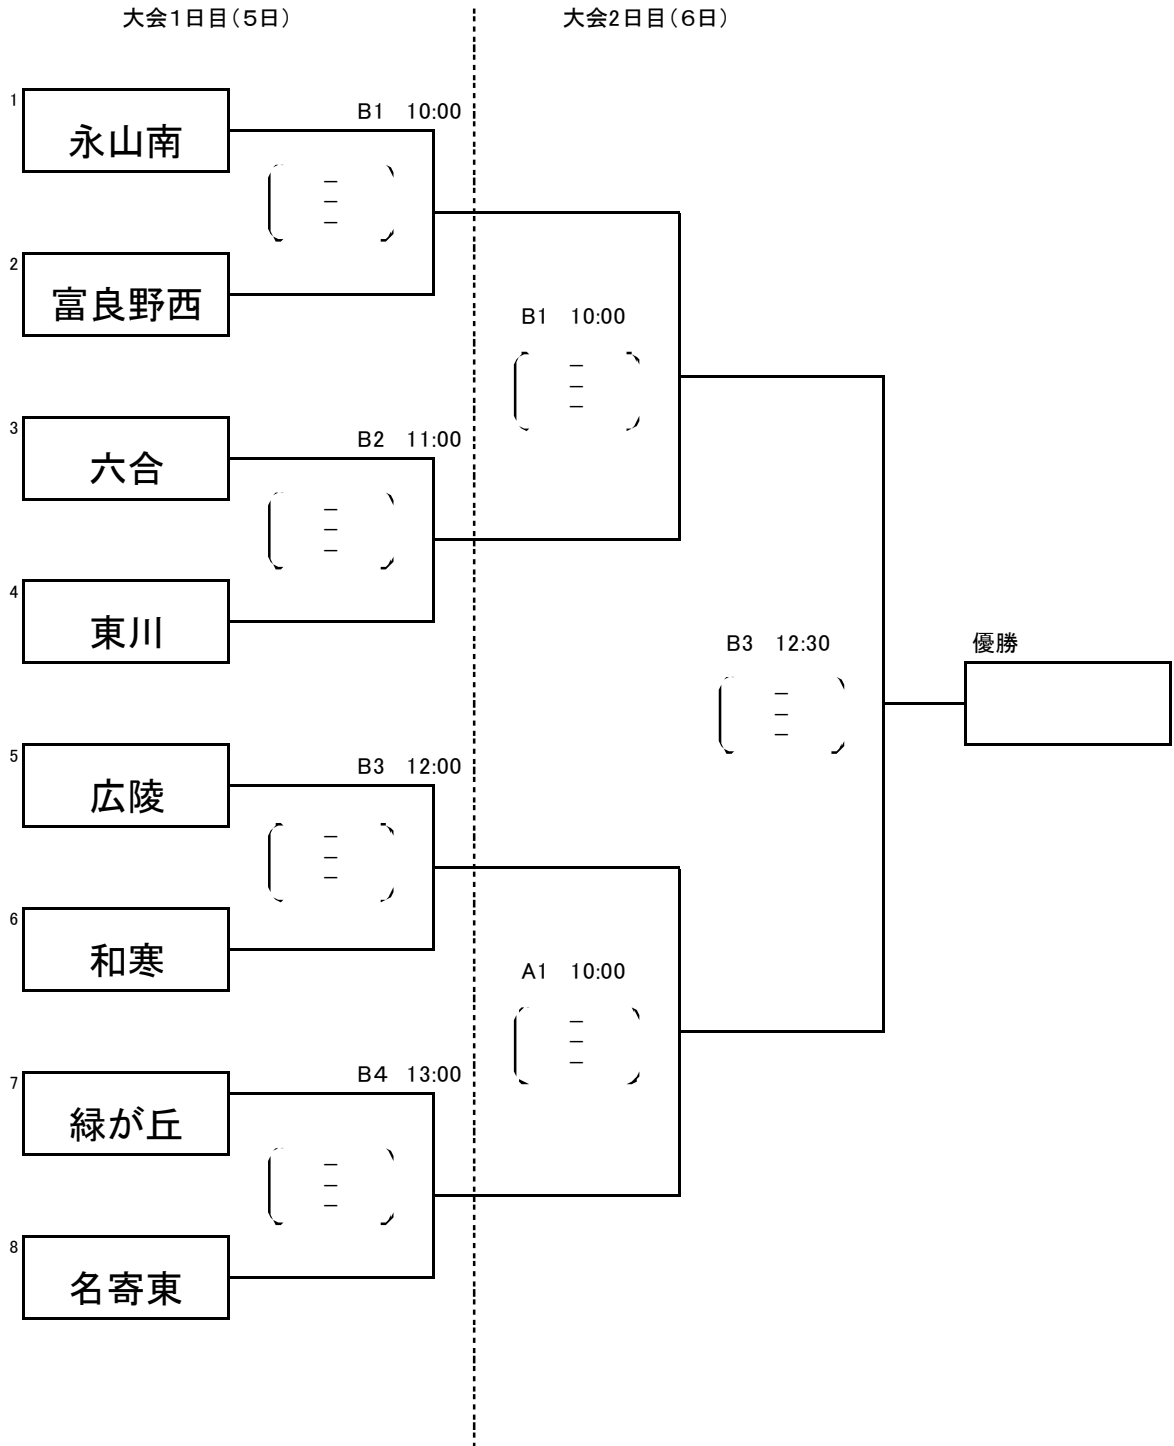 大会1日目（5日）
大会2日目（6日）
1
永山南
B1 10:00
－
－
－
2
富良野西
B1 10:00
－
－
－
3
六合
B2 11:00
－
－
－
4
東川
B3 12:30
－
－
－
優勝
5
広陵
B3 12:00
－
－
－
6
和寒
A1 10:00
－
－
－
7
緑が丘
B4 13:00
－
－
－
8
名寄東